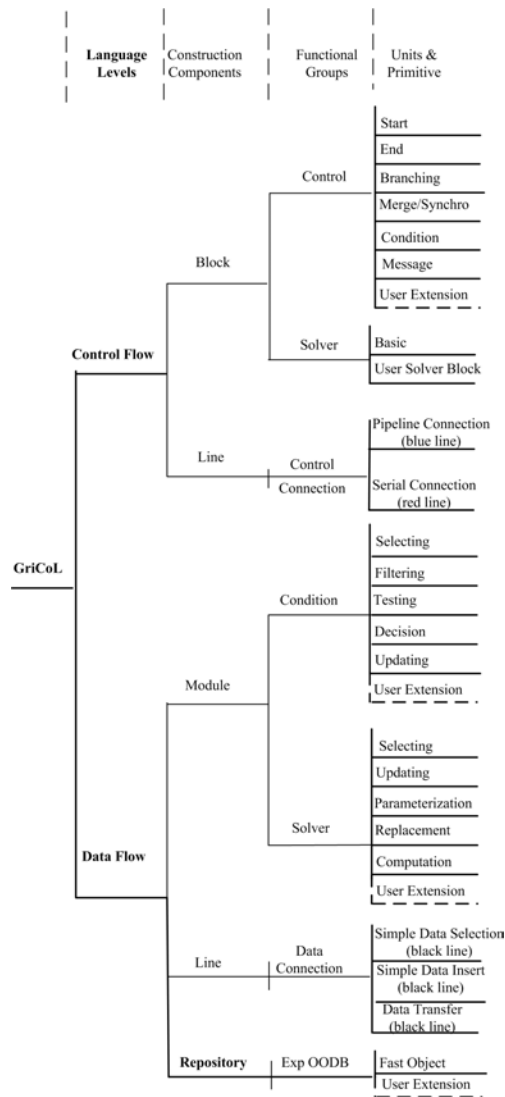 Language Levels
Construction Components
Functional Groups
Units & Primitive
Start
End
Control
Branching
Merge/Synchro
Condition
Block
Message
User Extension
Solver
Basic
Control Flow
User Solver Block
Pipeline Connection
(blue line)
Line
Control
Connection
Serial Connection
(red line)
Selecting
GriCoL
Filtering
Condition
Testing
Decision
Updating
Module
User Extension
Selecting
Updating
Parameterization
Solver
Replacement
Data Flow
Computation
User Extension
Simple Data Selection
(black line)
Line
Data
Connection
Simple Data Insert
(black line)
Data Transfer
(black line)
Repository
Exp OODB
Fast Object
User Extension